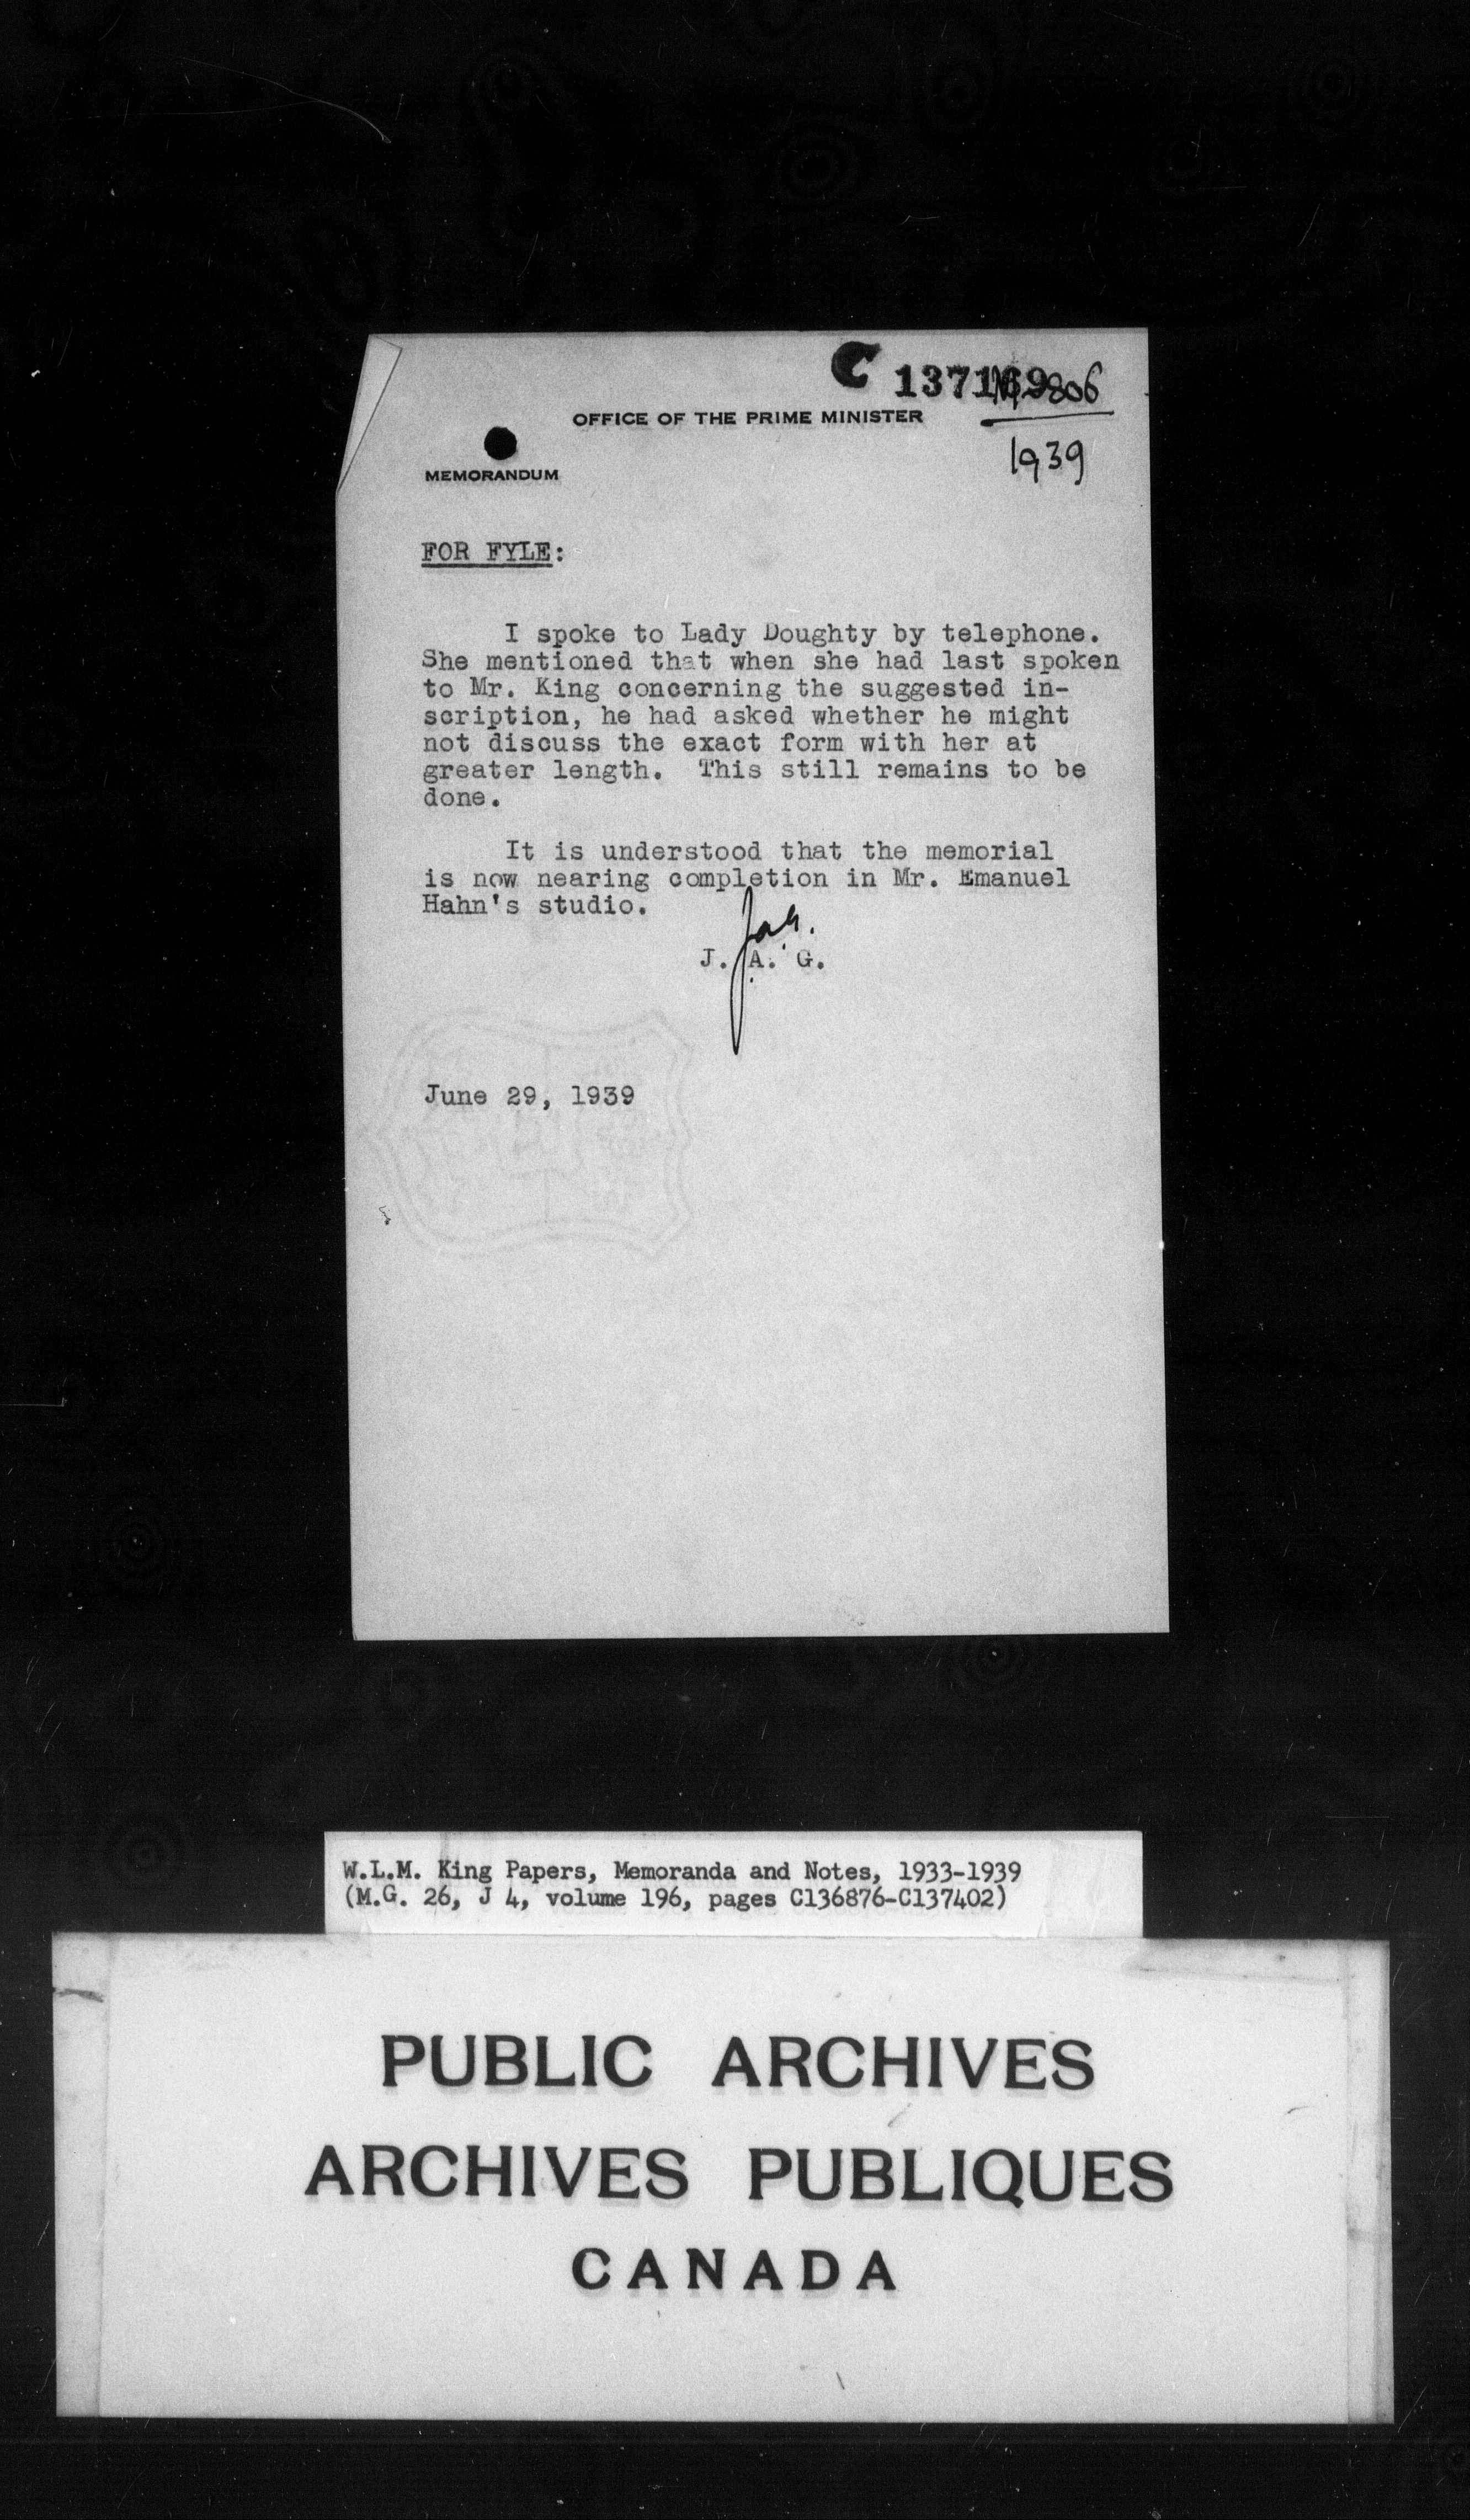 C 137169
M 9806
OFFICE OF THE PRIME MINISTER
1939
MEMORANDUM
FOR FYLE:
I spoke to Lady Doughty by telephone.
She mentioned that when she had last spoken
to Mr. King concerning the suggested in-
scription, he had asked whether he might
not discuss the exact form with her at
greater length. This still remains to be
done.
It is understood that the memorial
is now nearing completion in Mr. Emanuel
Hahn's studio.
J. A. G.
June 29, 1939
W.L.M. King Papers, Memoranda and Notes, 1933-1939
(M.G. 26, J 4, volume 196, pages C136876-C137402)
PUBLIC ARCHIVES
ARCHIVES PUBLIQUES
CANADA